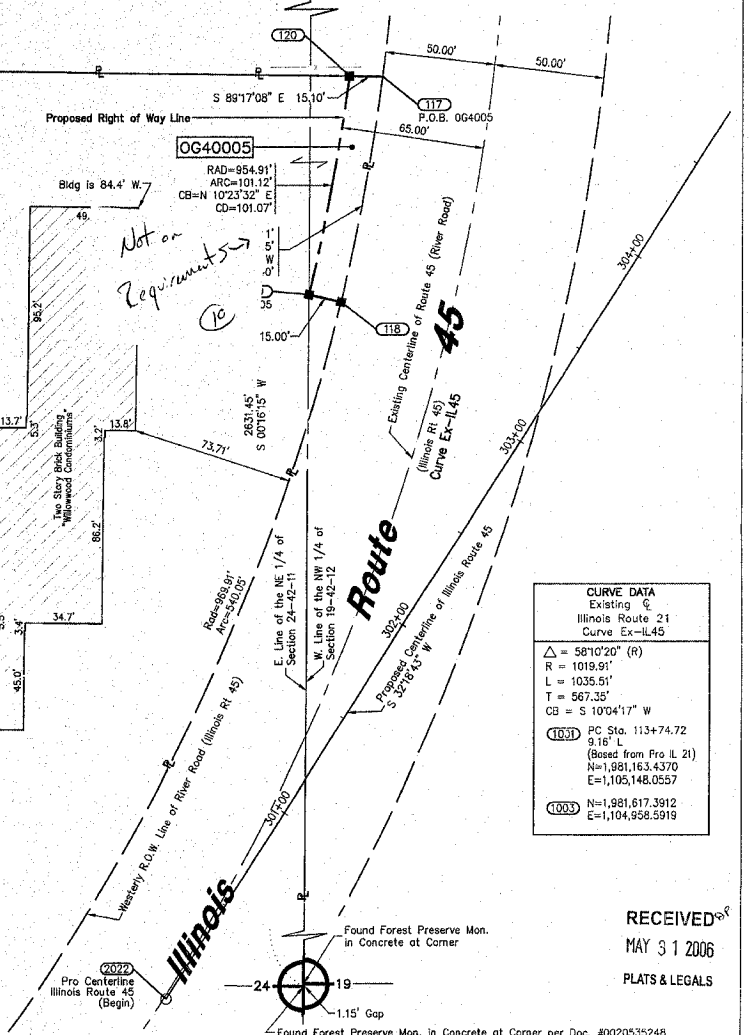 120
50.00'
50.00'
S 89°17'08" E 15.10'
117
P.O.B. 0G4005
Proposed Right of Way Line
65.00'
OG40005
RAD=954.91'
ARC=101.12'
CB=N 10°23'32" E
CD=101.07'
Bldg is 84.4' W.
49.
Not on
Requirements
10
1'
5'
W
.0'
05
15.00'
118
95.2'
13.7'
5.3'
13.8'
3.2'
Two Story Brick Building
"Willowwood Condominiums"
86.2'
34.7'
3.4'
45.0'
73.71'
2631.45'
S 00°16'15" W
Existing Centerline of Route 45 (River Road)
(Illinois Rt 45)
Curve Ex-IL45
304+00
303+00
302+00
301+00
Illinois Route 45
Rad=969.91'
Arc=540.05'
E. Line of the NE 1/4 of
Section 24-42-11
W. Line of the NW 1/4 of
Section 19-42-12
Proposed Centerline of Illinois Route 45
S 32°18'43" W
Westerly R.O.W. Line of River Road (Illinois Rt 45)
CURVE DATA
Existing ℄
Illinois Route 21
Curve Ex-IL45
△ = 58°10'20" (R)
R = 1019.91'
L = 1035.51'
T = 567.35'
CB = S 10°04'17" W
1001 PC Sta. 113+74.72
9.16' L
(Based from Pro IL 21)
N=1,981,163.4370
E=1,105,148.0557
1003 N=1,981,617.3912
E=1,104,958.5919
RECEIVED
MAY 31 2006
PLATS & LEGALS
2022
Pro Centerline
Illinois Route 45
(Begin)
Found Forest Preserve Mon.
in Concrete at Corner
24
19
1.15' Gap
Found Forest Preserve Mon. in Concrete at Corner per Doc. #0020535248